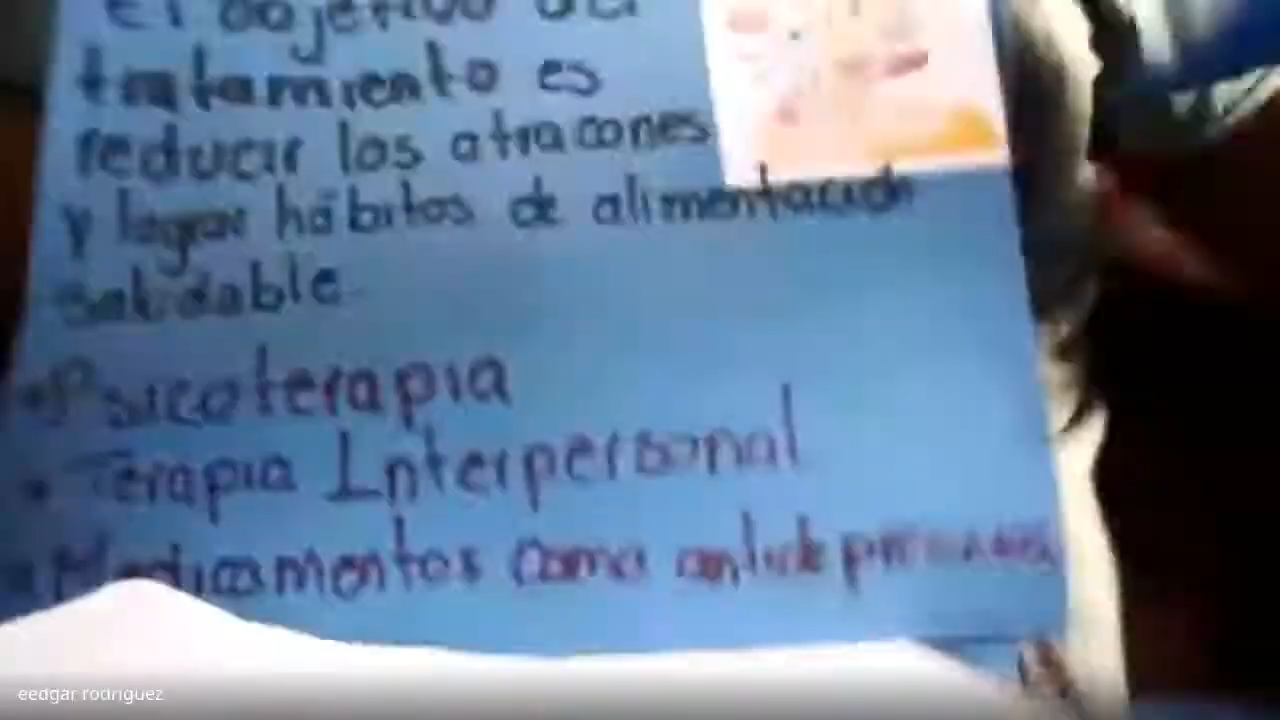 El objetivo del
tratamiento es
reducir los atracones
y lograr hábitos de alimentación
saludable.
• Psicoterapia
• Terapia Interpersonal
• Medicamentos como antidepresivos
eedgar rodriguez